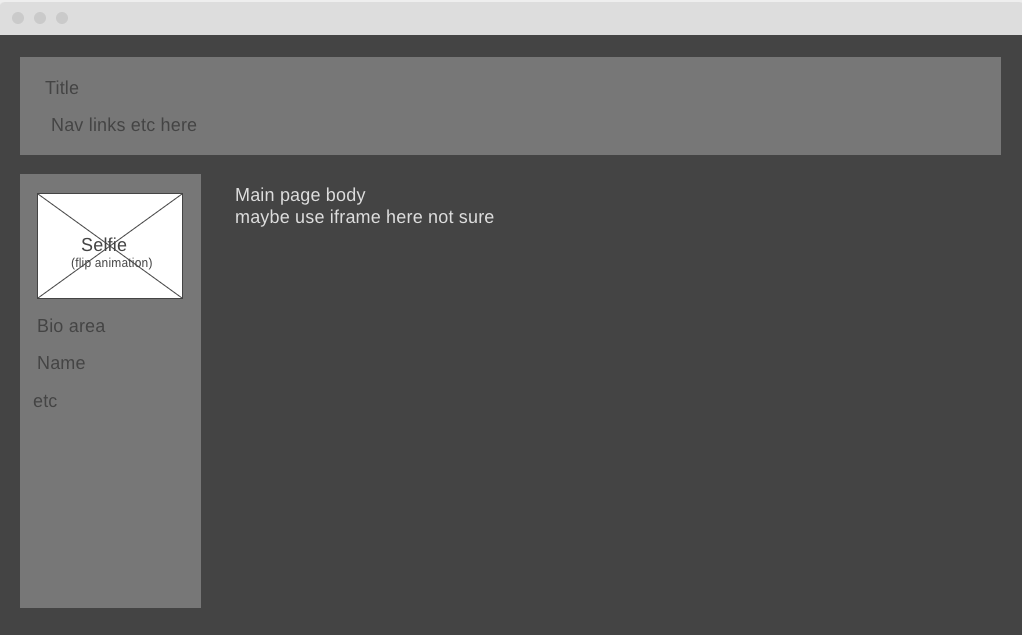 Title
Nav links etc here
Main page body
maybe use iframe here not sure
Selfie
(flip animation)
Bio area
Name
etc